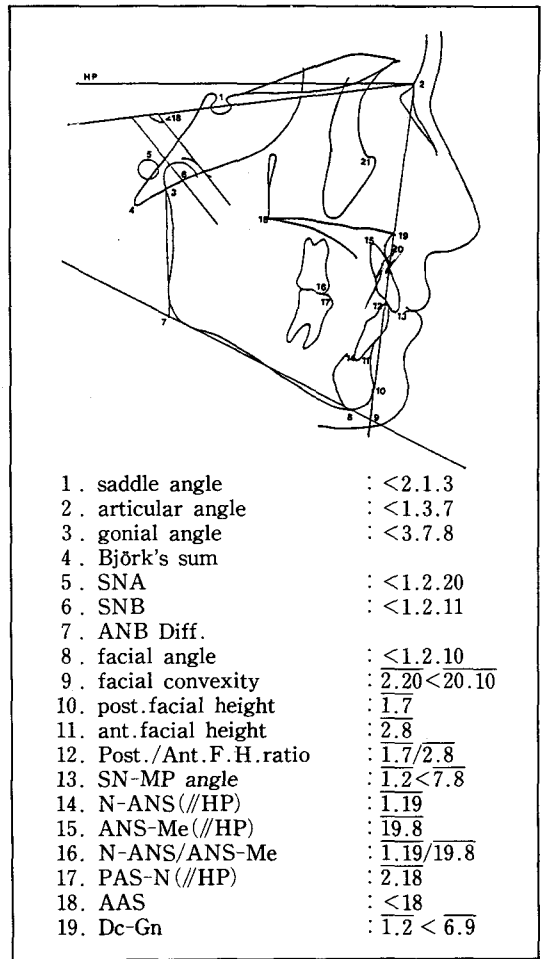 HP
1
2
<18
5
6
3
4
21
18
19
15
20
16
17
12
13
14
11
7
10
8
9
1. saddle angle : <2.1.3
2. articular angle : <1.3.7
3. gonial angle : <3.7.8
4. Björk's sum
5. SNA : <1.2.20
6. SNB : <1.2.11
7. ANB Diff.
8. facial angle : <1.2.10
9. facial convexity : 2.20<20.10
10. post.facial height : 1.7
11. ant.facial height : 2.8
12. Post./Ant.F.H.ratio : 1.7/2.8
13. SN-MP angle : 1.2<7.8
14. N-ANS(//HP) : 1.19
15. ANS-Me(//HP) : 19.8
16. N-ANS/ANS-Me : 1.19/19.8
17. PAS-N(//HP) : 2.18
18. AAS : <18
19. Dc-Gn : 1.2 < 6.9